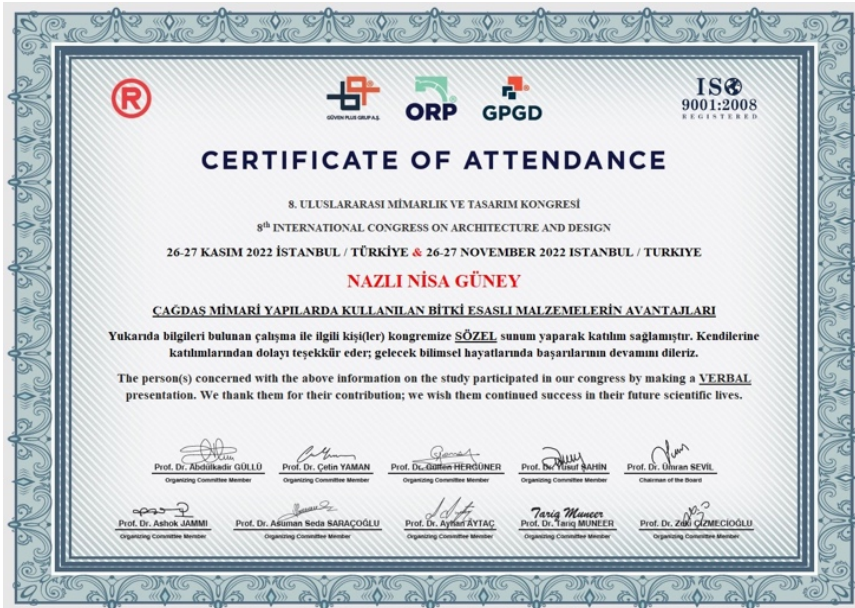 R
GÜVEN PLUS GRUP A.Ş.
ORP
GPGD
ISO
9001:2008
REGISTERED
CERTIFICATE OF ATTENDANCE
8. ULUSLARARASI MİMARLIK VE TASARIM KONGRESİ
8th INTERNATIONAL CONGRESS ON ARCHITECTURE AND DESIGN
26-27 KASIM 2022 İSTANBUL / TÜRKİYE & 26-27 NOVEMBER 2022 ISTANBUL / TURKIYE
NAZLI NİSA GÜNEY
ÇAĞDAŞ MİMARİ YAPILARDA KULLANILAN BİTKİ ESASLI MALZEMELERİN AVANTAJLARI
Yukarıda bilgileri bulunan çalışma ile ilgili kişi(ler) kongremize SÖZEL sunum yaparak katılım sağlamıştır. Kendilerine
katılımlarından dolayı teşekkür eder; gelecek bilimsel hayatlarında başarılarının devamını dileriz.
The person(s) concerned with the above information on the study participated in our congress by making a VERBAL
presentation. We thank them for their contribution; we wish them continued success in their future scientific lives.
Prof. Dr. Abdulkadir GÜLLÜ
Prof. Dr. Çetin YAMAN
Prof. Dr. Gülten HERGÜNER
Prof. Dr. Yusuf ŞAHİN
Prof. Dr. Ümran SEVİL
Organizing Committee Member
Organizing Committee Member
Organizing Committee Member
Organizing Committee Member
Chairman of the Board
Tariq Muneer
Prof. Dr. Ashok JAMMI
Prof. Dr. Asuman Seda SARAÇOĞLU
Prof. Dr. Ayhan AYTAÇ
Prof. Dr. Tariq MUNEER
Prof. Dr. Zeki ÇİZMECİOĞLU
Organizing Committee Member
Organizing Committee Member
Organizing Committee Member
Organizing Committee Member
Organizing Committee Member